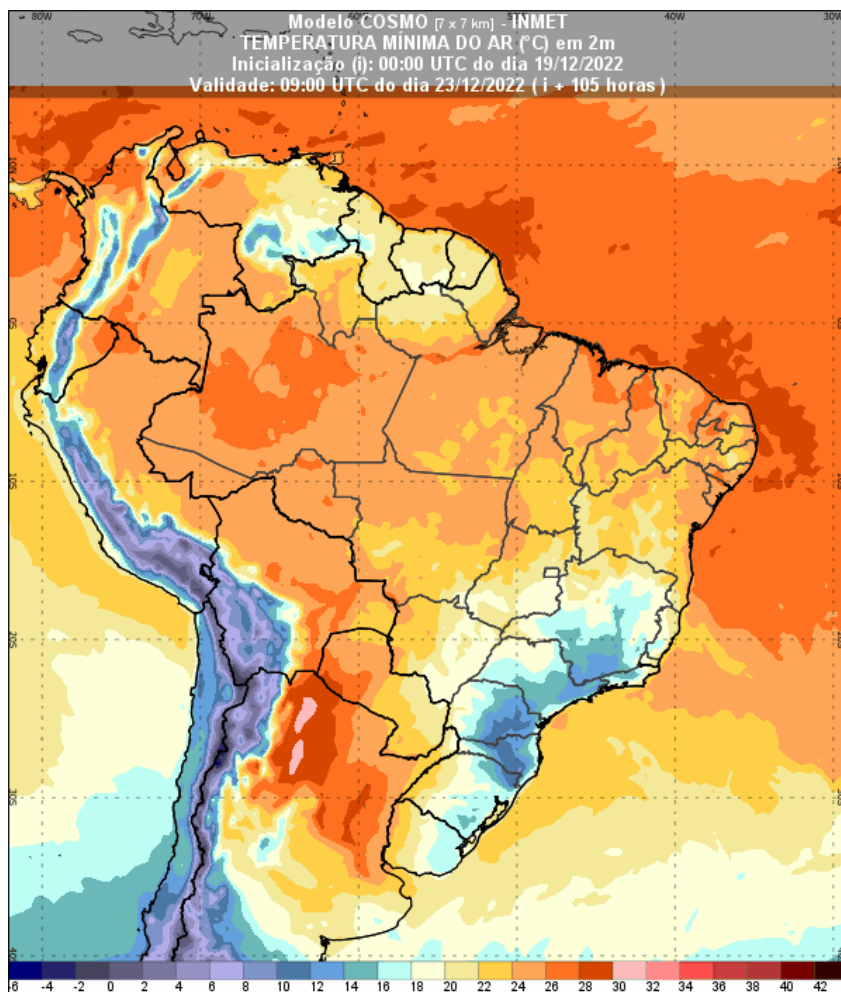 80W 70W 40W
Modelo COSMO [7 x 7 km] - INMET
TEMPERATURA MÍNIMA DO AR (°C) em 2m
Inicialização (i): 00:00 UTC do dia 19/12/2022
Validade: 09:00 UTC do dia 23/12/2022 ( i + 105 horas )
-6 -4 -2 0 2 4 6 8 10 12 14 16 18 20 22 24 26 28 30 32 34 36 38 40 42